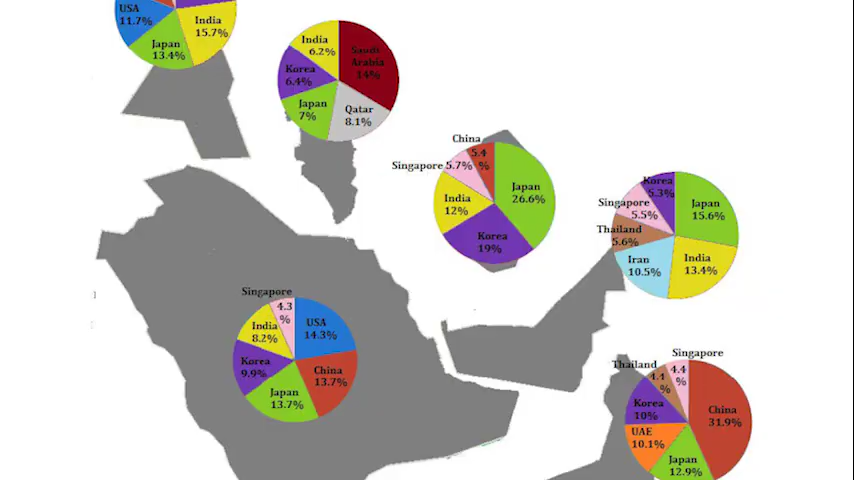 USA
11.7%
India
15.7%
Japan
13.4%
India
6.2%
Saudi
Arabia
14%
Korea
6.4%
Japan
7%
Qatar
8.1%
China
5.4
%
Singapore 5.7%
Japan
26.6%
India
12%
Korea
19%
Korea
5.3%
Japan
15.6%
Singapore
5.5%
Thailand
5.6%
Iran
10.5%
India
13.4%
Singapore
4.3
%
USA
14.3%
India
8.2%
Korea
9.9%
China
13.7%
Japan
13.7%
Singapore
4.4
%
Thailand
4.4
%
China
31.9%
Korea
10%
UAE
10.1%
Japan
12.9%